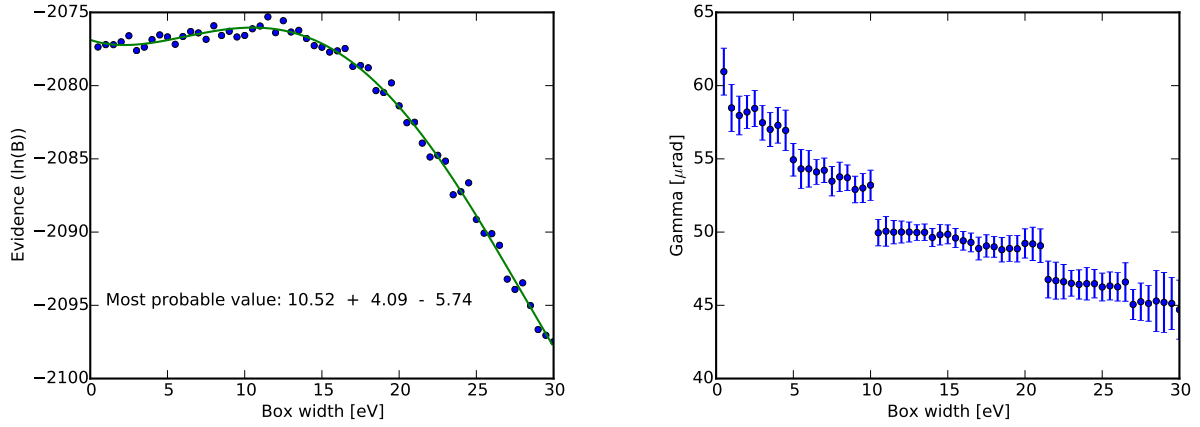 −2075
−2080
−2085
−2090
−2095
−2100
Evidence (ln(B))
Most probable value: 10.52 + 4.09 - 5.74
0 5 10 15 20 25 30
Box width [eV]
65
60
55
50
45
40
Gamma [μrad]
0 5 10 15 20 25 30
Box width [eV]